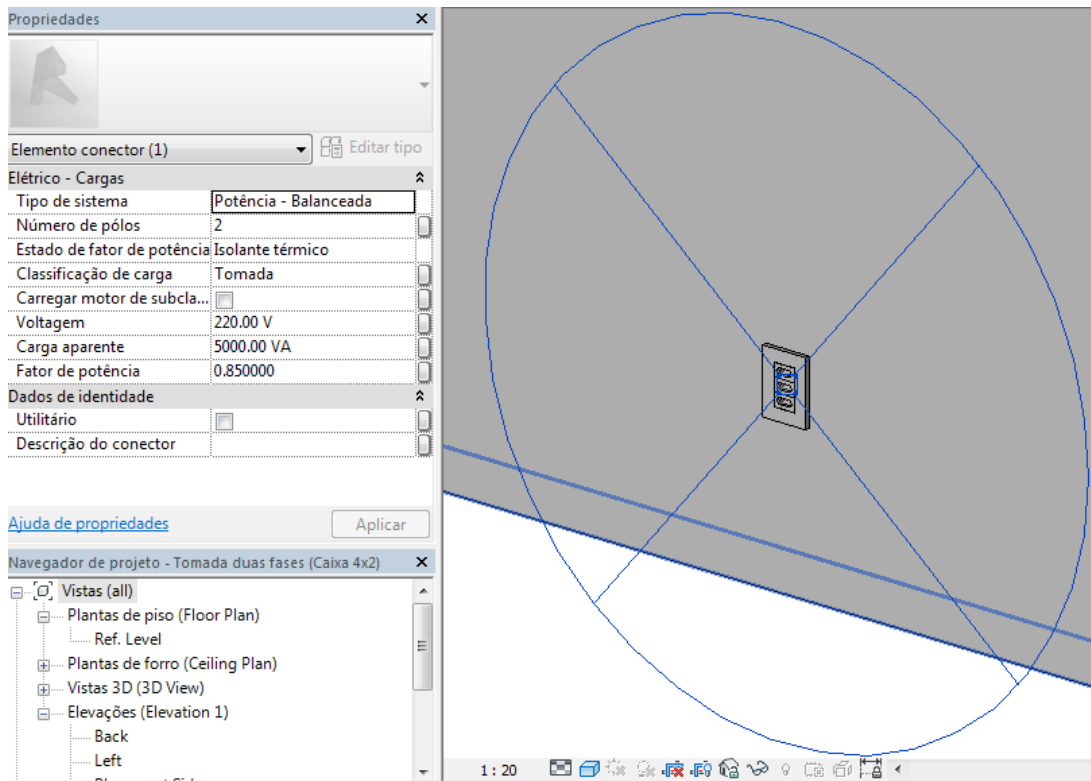 Propriedades
Elemento conector (1)
Editar tipo
Elétrico - Cargas
Tipo de sistema Potência - Balanceada
Número de pólos 2
Estado de fator de potência Isolante térmico
Classificação de carga Tomada
Carregar motor de subcla...
Voltagem 220.00 V
Carga aparente 5000.00 VA
Fator de potência 0.850000
Dados de identidade
Utilitário
Descrição do conector
Ajuda de propriedades Aplicar
Navegador de projeto - Tomada duas fases (Caixa 4x2)
Vistas (all)
Plantas de piso (Floor Plan)
Ref. Level
Plantas de forro (Ceiling Plan)
Vistas 3D (3D View)
Elevações (Elevation 1)
Back
Left
1 : 20